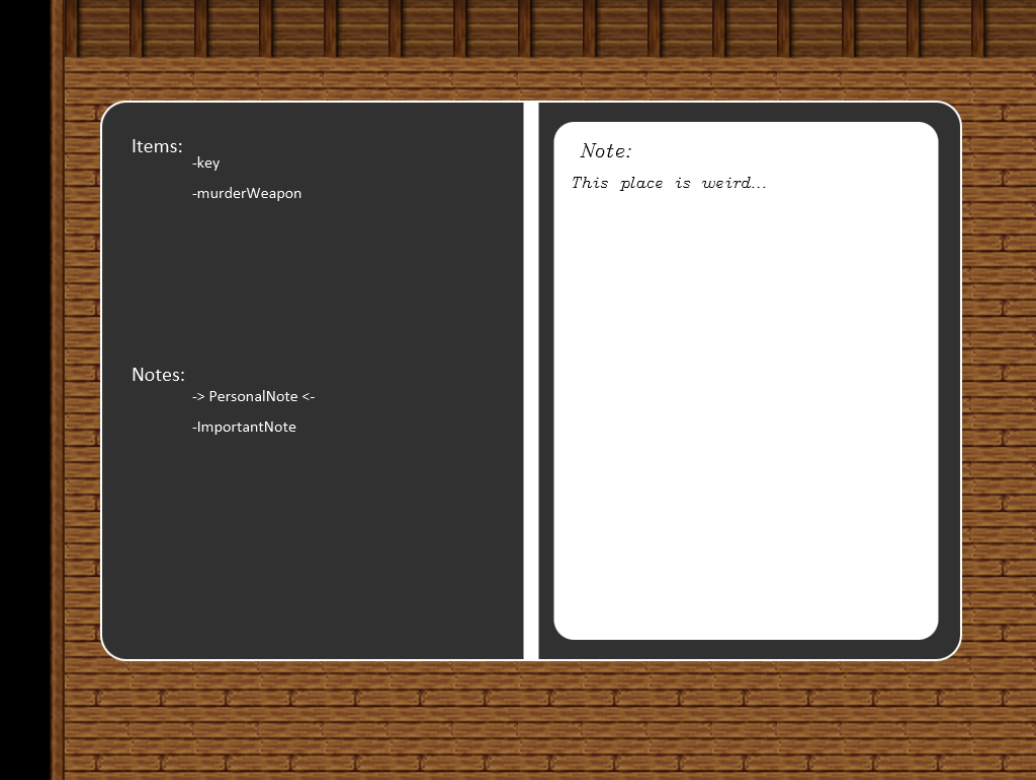 Items:
-key
-murderWeapon
Notes:
-> PersonalNote <-
-ImportantNote
Note:
This place is weird...